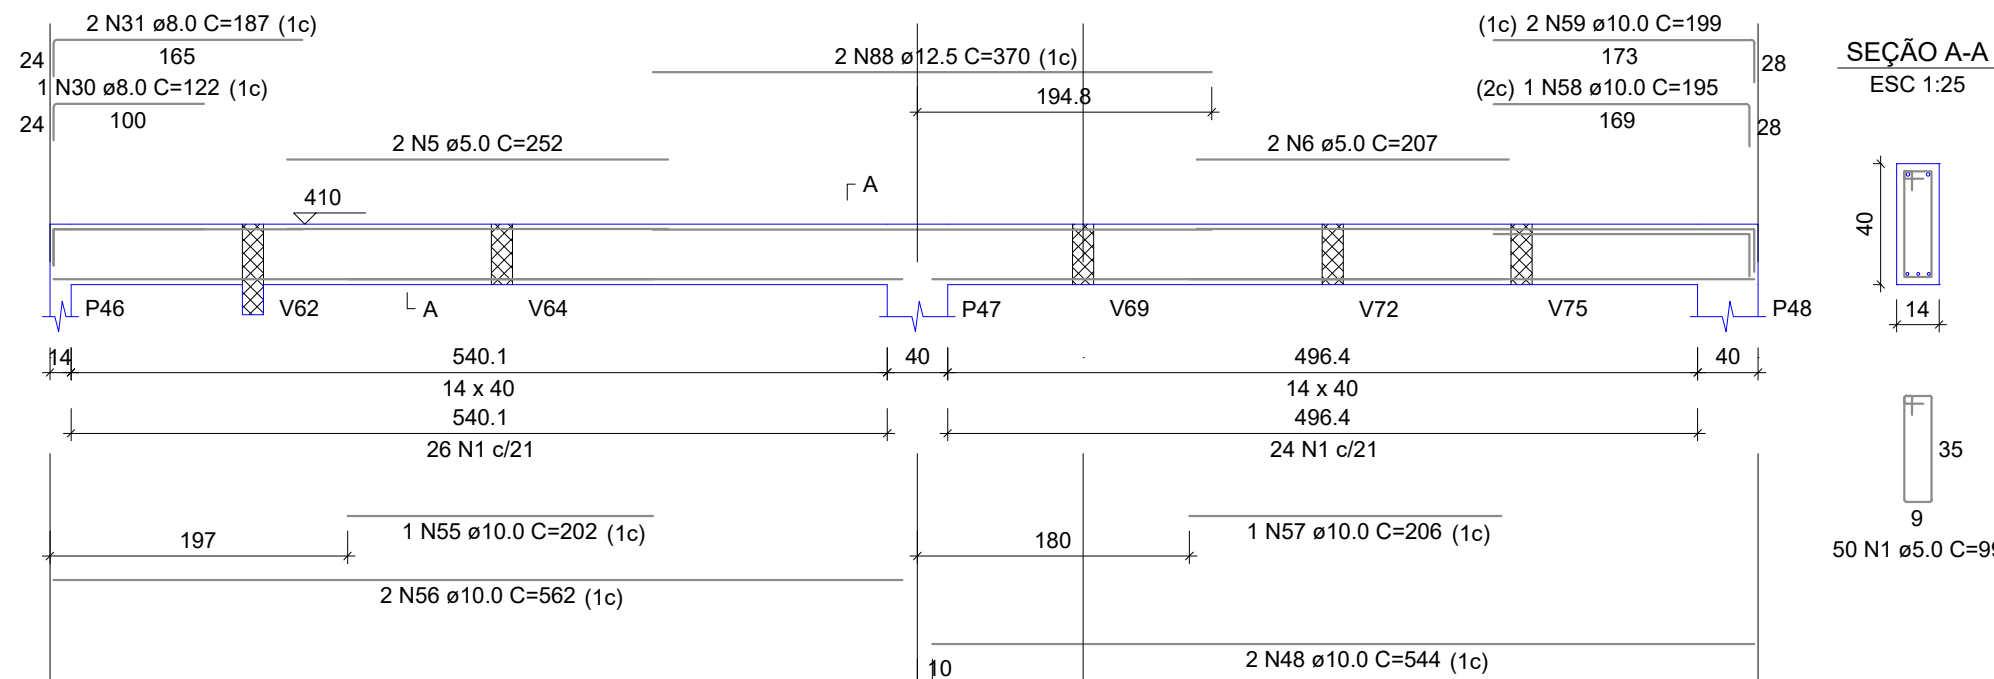 2 N31 ø8.0 C=187 (1c)
165
24
1 N30 ø8.0 C=122 (1c)
100
24
2 N5 ø5.0 C=252
2 N88 ø12.5 C=370 (1c)
194.8
(1c) 2 N59 ø10.0 C=199
173
28
(2c) 1 N58 ø10.0 C=195
169
28
2 N6 ø5.0 C=207
SEÇÃO A-A
ESC 1:25
410
A
A
40
14
P46
V62
V64
P47
V69
V72
V75
P48
14
540.1
40
496.4
40
14 x 40
14 x 40
540.1
496.4
26 N1 c/21
24 N1 c/21
35
9
50 N1 ø5.0 C=99
197
1 N55 ø10.0 C=202 (1c)
180
1 N57 ø10.0 C=206 (1c)
2 N56 ø10.0 C=562 (1c)
10
2 N48 ø10.0 C=544 (1c)